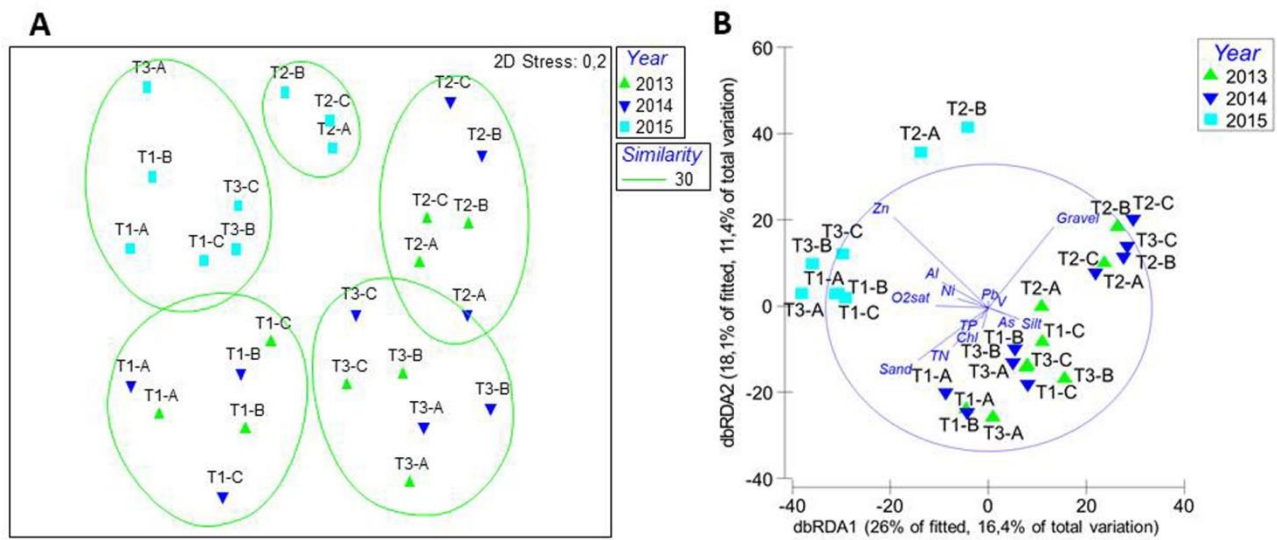 A
2D Stress: 0,2
T3-A
T2-B
T2-C
T2-A
T2-C
T2-B
T1-B
T3-C
T2-C
T2-B
T1-A
T1-C
T3-B
T2-A
T3-C
T2-A
T1-C
T1-A
T1-B
T3-C
T3-B
T1-A
T1-B
T3-A
T3-B
T1-C
T3-A
Year
2013
2014
2015
Similarity
30
B
Year
2013
2014
2015
60
40
20
0
-20
-40
-40
-20
0
20
40
dbRDA2 (18,1% of fitted, 11,4% of total variation)
dbRDA1 (26% of fitted, 16,4% of total variation)
T2-B
T2-A
Zn
Gravel
T2-B
T2-C
T3-C
T3-B
T3-C
T2-C
T2-B
T2-A
Al
T1-A
Ni
T1-B
O2sat
Pb
V
T2-A
T3-A
T1-C
TP
Chl
As
Silt
T1-B
T1-C
TN
T3-B
T3-C
Sand
T3-A
T3-B
T1-A
T1-C
T1-A
T1-B
T3-A